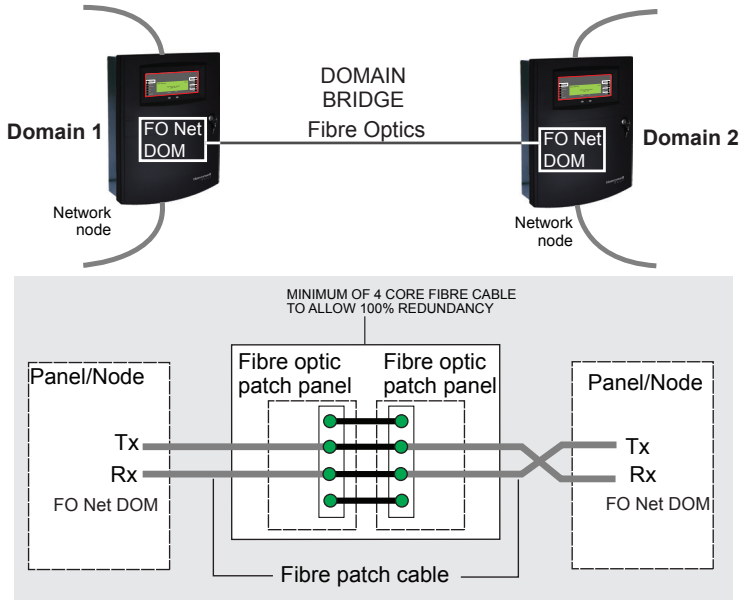 DOMAIN
BRIDGE
Fibre Optics
Domain 1
FO Net
DOM
FO Net
DOM
Domain 2
Network
node
Network
node
MINIMUM OF 4 CORE FIBRE CABLE
TO ALLOW 100% REDUNDANCY
Panel/Node
Fibre optic
patch panel
Fibre optic
patch panel
Panel/Node
Tx
Rx
FO Net DOM
Tx
Rx
FO Net DOM
Fibre patch cable